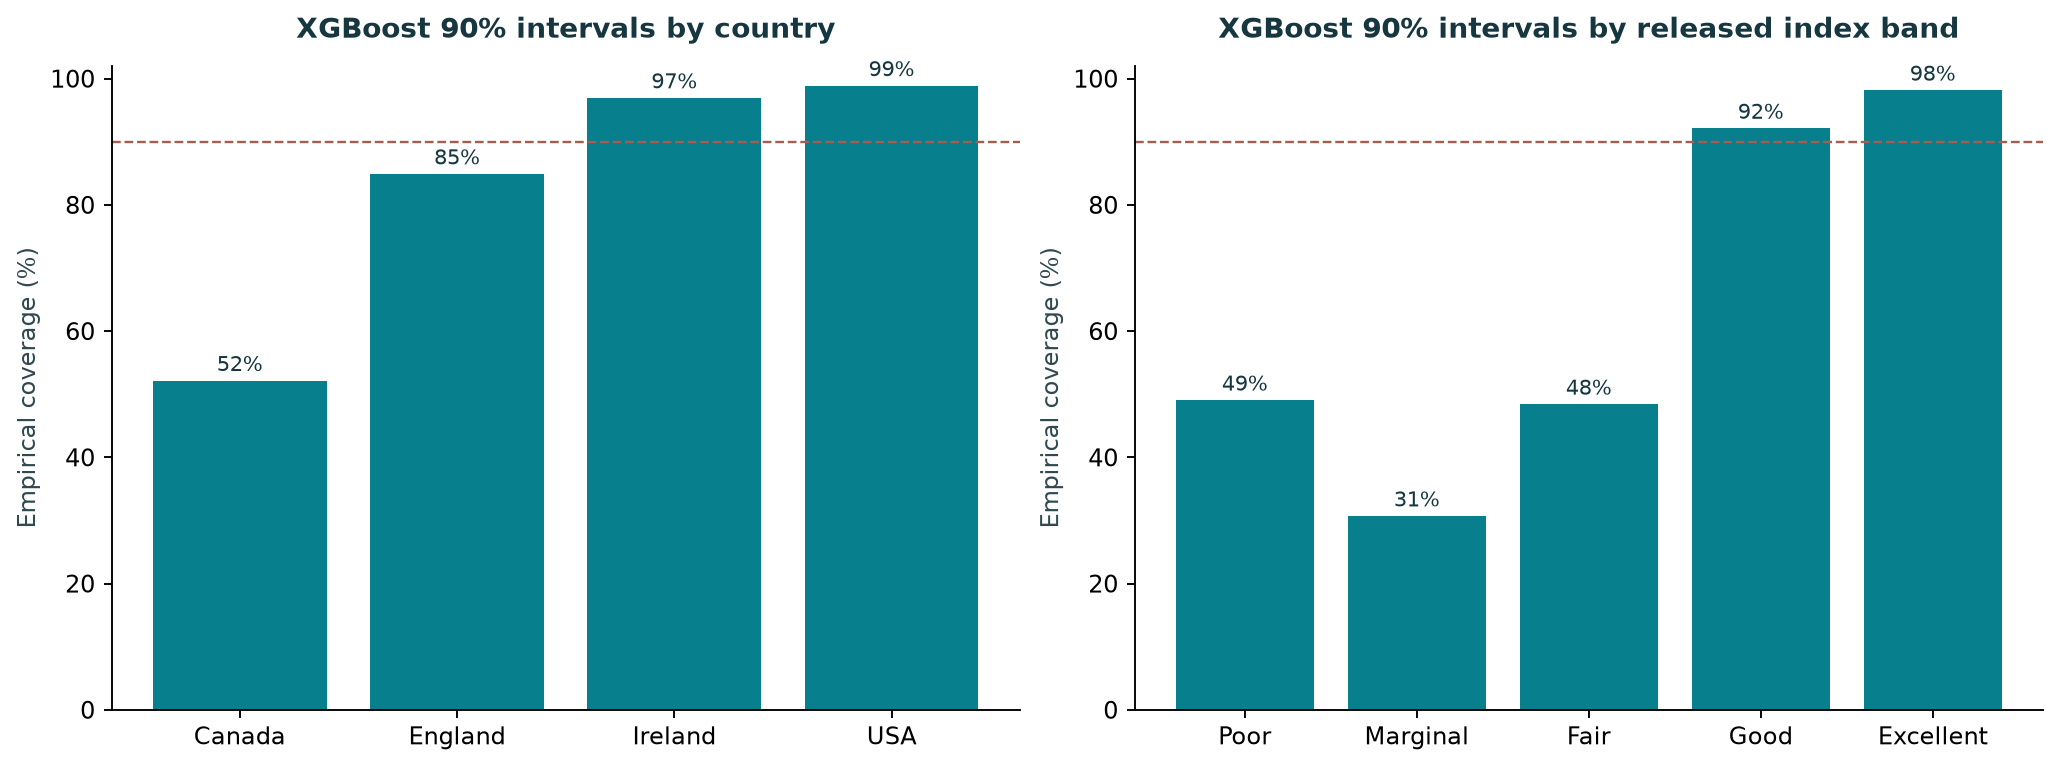 XGBoost 90% intervals by country
Empirical coverage (%)
100
80
60
40
20
0
52%
85%
97%
99%
Canada
England
Ireland
USA
XGBoost 90% intervals by released index band
Empirical coverage (%)
100
80
60
40
20
0
49%
31%
48%
92%
98%
Poor
Marginal
Fair
Good
Excellent